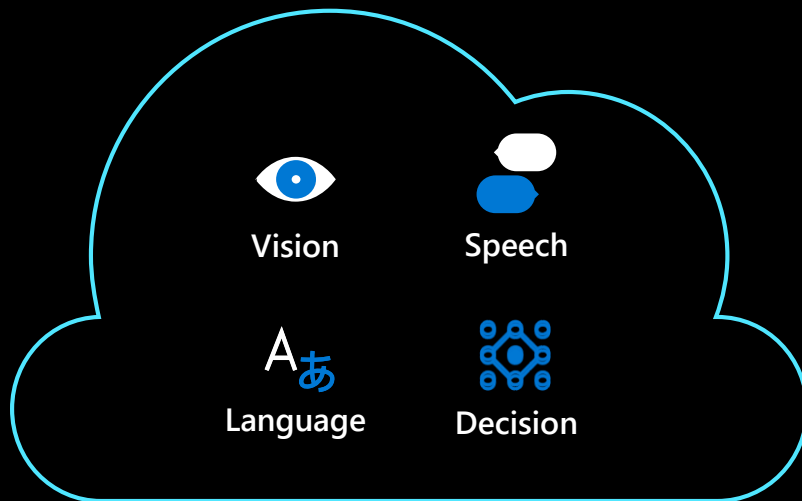 Vision
Speech
Aあ
Language
Decision